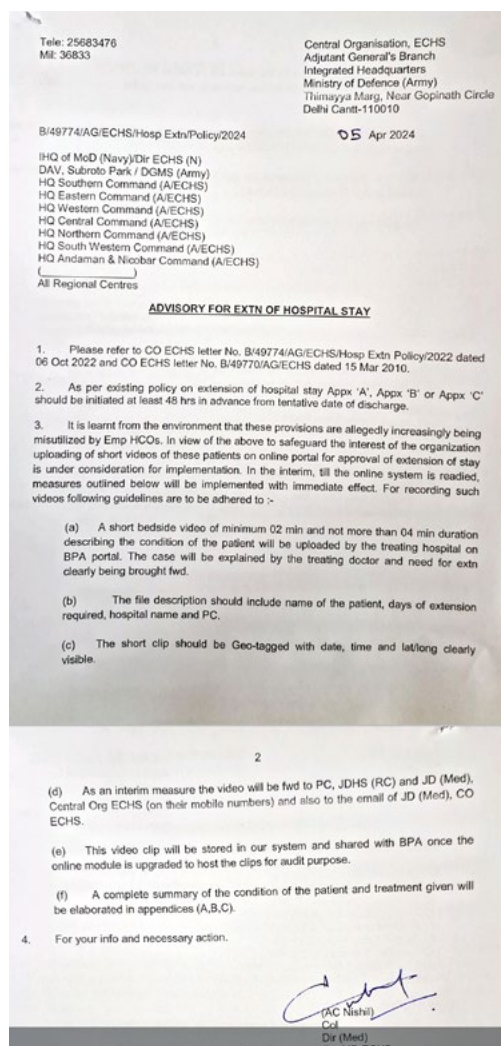 Tele: 25683476
Mil: 36833
Central Organisation, ECHS
Adjutant General's Branch
Integrated Headquarters
Ministry of Defence (Army)
Thimayya Marg, Near Gopinath Circle
Delhi Cantt-110010
B/49774/AG/ECHS/Hosp Extn/Policy/2024
05 Apr 2024
IHQ of MoD (Navy)/Dir ECHS (N)
DAV, Subroto Park / DGMS (Army)
HQ Southern Command (A/ECHS)
HQ Eastern Command (A/ECHS)
HQ Western Command (A/ECHS)
HQ Central Command (A/ECHS)
HQ Northern Command (A/ECHS)
HQ South Western Command (A/ECHS)
HQ Andaman & Nicobar Command (A/ECHS)
(____________)
All Regional Centres
ADVISORY FOR EXTN OF HOSPITAL STAY
1. Please refer to CO ECHS letter No. B/49774/AG/ECHS/Hosp Extn Policy/2022 dated
06 Oct 2022 and CO ECHS letter No. B/49770/AG/ECHS dated 15 Mar 2010.
2. As per existing policy on extension of hospital stay Appx 'A', Appx 'B' or Appx 'C'
should be initiated at least 48 hrs in advance from tentative date of discharge.
3. It is learnt from the environment that these provisions are allegedly increasingly being
misutilized by Emp HCOs. In view of the above to safeguard the interest of the organization
uploading of short videos of these patients on online portal for approval of extension of stay
is under consideration for implementation. In the interim, till the online system is readied,
measures outlined below will be implemented with immediate effect. For recording such
videos following guidelines are to be adhered to :-
(a) A short bedside video of minimum 02 min and not more than 04 min duration
describing the condition of the patient will be uploaded by the treating hospital on
BPA portal. The case will be explained by the treating doctor and need for extn
clearly being brought fwd.
(b) The file description should include name of the patient, days of extension
required, hospital name and PC.
(c) The short clip should be Geo-tagged with date, time and lat/long clearly
visible.
2
(d) As an interim measure the video will be fwd to PC, JDHS (RC) and JD (Med),
Central Org ECHS (on their mobile numbers) and also to the email of JD (Med), CO
ECHS.
(e) This video clip will be stored in our system and shared with BPA once the
online module is upgraded to host the clips for audit purpose.
(f) A complete summary of the condition of the patient and treatment given will
be elaborated in appendices (A,B,C).
4. For your info and necessary action.
(AC Nishil)
Col
Dir (Med)